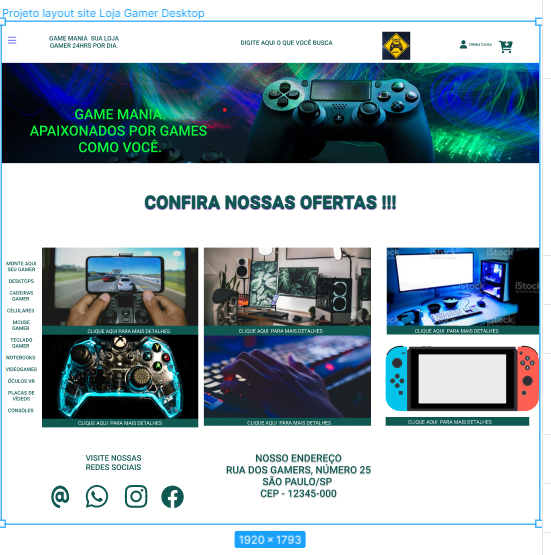 Projeto layout site Loja Gamer Desktop
GAME MANIA SUA LOJA
GAMER 24HRS POR DIA.
DIGITE AQUI O QUE VOCÊ BUSCA
Minha Conta
GAME MANIA.
APAIXONADOS POR GAMES
COMO VOCÊ.
CONFIRA NOSSAS OFERTAS !!!
MONTE AQUI
SEU GAMER
DESKTOPS
CADEIRAS
GAMER
CELULARES
MOUSE
GAMER
TECLADO
GAMER
NOTEBOOKS
VIDEOGAMES
ÓCULOS VR
PLACAS DE
VÍDEOS
CONSOLES
iStock
iStock
CLIQUE AQUI PARA MAIS DETALHES
CLIQUE AQUI PARA MAIS DETALHES
CLIQUE AQUI PARA MAIS DETALHES
CLIQUE AQUI PARA MAIS DETALHES
CLIQUE AQUI PARA MAIS DETALHES
CLIQUE AQUI PARA MAIS DETALHES
VISITE NOSSAS
REDES SOCIAIS
NOSSO ENDEREÇO
RUA DOS GAMERS, NÚMERO 25
SÃO PAULO/SP
CEP - 12345-000
1920 × 1793